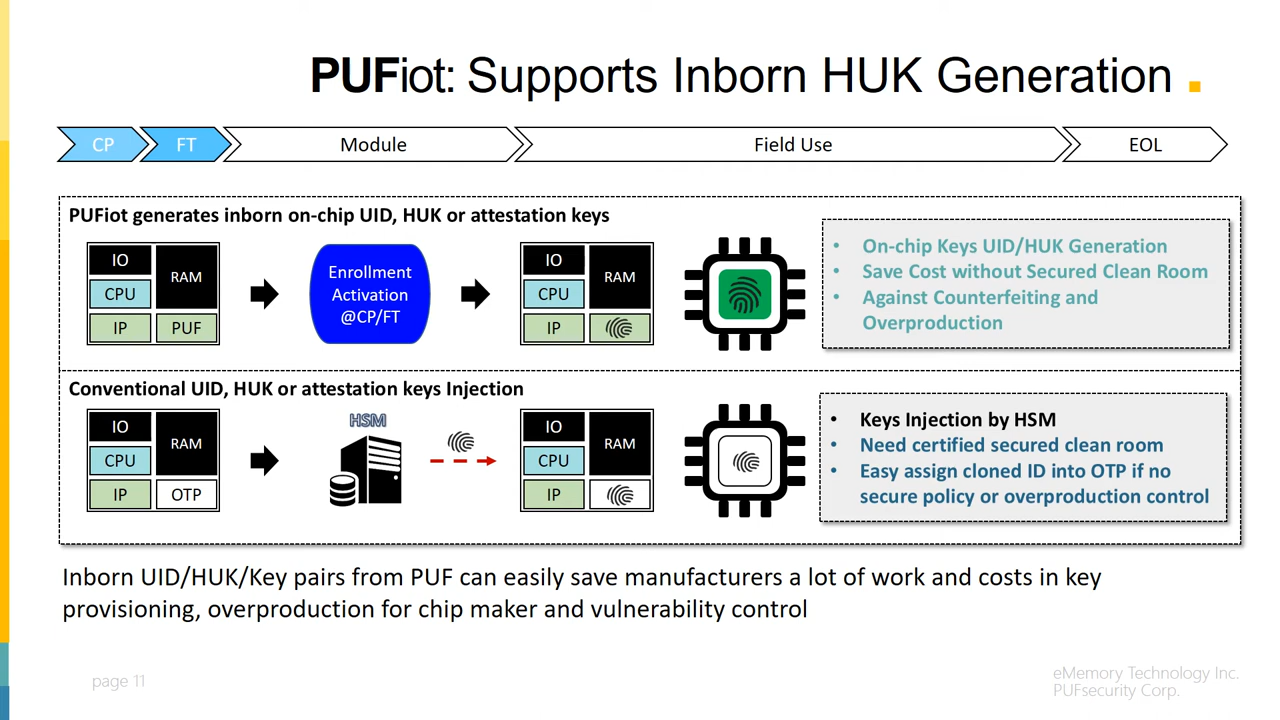 PUFiot: Supports Inborn HUK Generation .
CP FT Module Field Use EOL
PUFiot generates inborn on-chip UID, HUK or attestation keys
IO
RAM
CPU
IP PUF
Enrollment
Activation
@CP/FT
IO
RAM
CPU
IP
• On-chip Keys UID/HUK Generation
• Save Cost without Secured Clean Room
• Against Counterfeiting and
Overproduction
Conventional UID, HUK or attestation keys Injection
IO
RAM
CPU
IP OTP
HSM
IO
RAM
CPU
IP
• Keys Injection by HSM
• Need certified secured clean room
• Easy assign cloned ID into OTP if no
secure policy or overproduction control
Inborn UID/HUK/Key pairs from PUF can easily save manufacturers a lot of work and costs in key
provisioning, overproduction for chip maker and vulnerability control
page 11
eMemory Technology Inc.
PUFsecurity Corp.